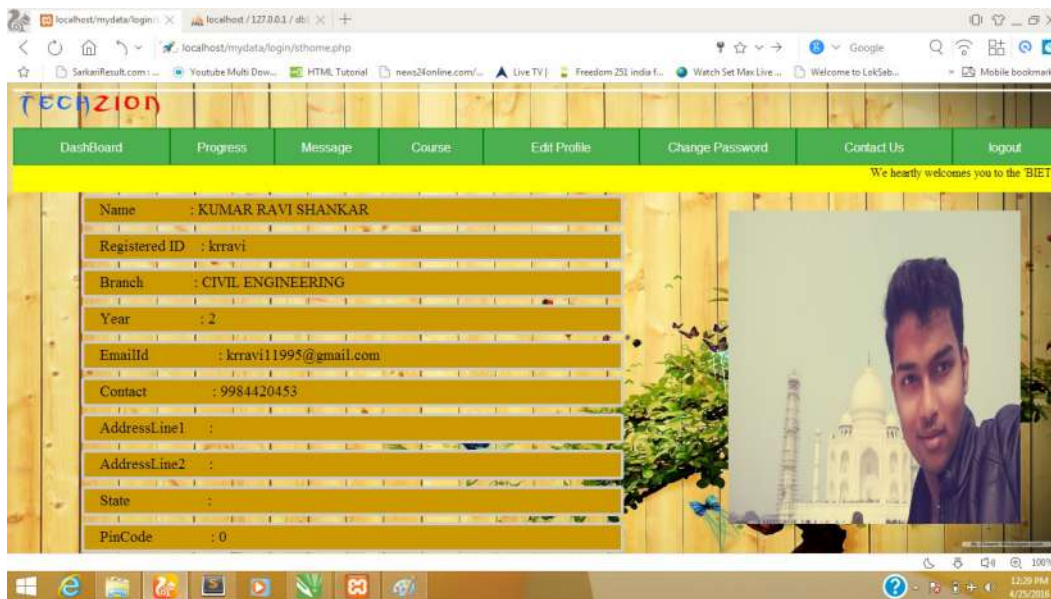 localhost/mydata/login/
localhost / 127.0.0.1 / db
localhost/mydata/login/sthome.php
Google
SarkariResult.com : ...
Youtube Multi Dow...
HTML Tutorial
news24online.com/...
Live TV |
Freedom 251 india f...
Watch Set Max Live ...
Welcome to LokSab...
Mobile bookmark
TECHZION
DashBoard
Progress
Message
Course
Edit Profile
Change Password
Contact Us
logout
We heartly welcomes you to the 'BIET
Name : KUMAR RAVI SHANKAR
Registered ID : krravi
Branch : CIVIL ENGINEERING
Year : 2
EmailId : krravi11995@gmail.com
Contact : 9984420453
AddressLine1 :
AddressLine2 :
State :
PinCode : 0
100%
12:29 PM
4/25/2016